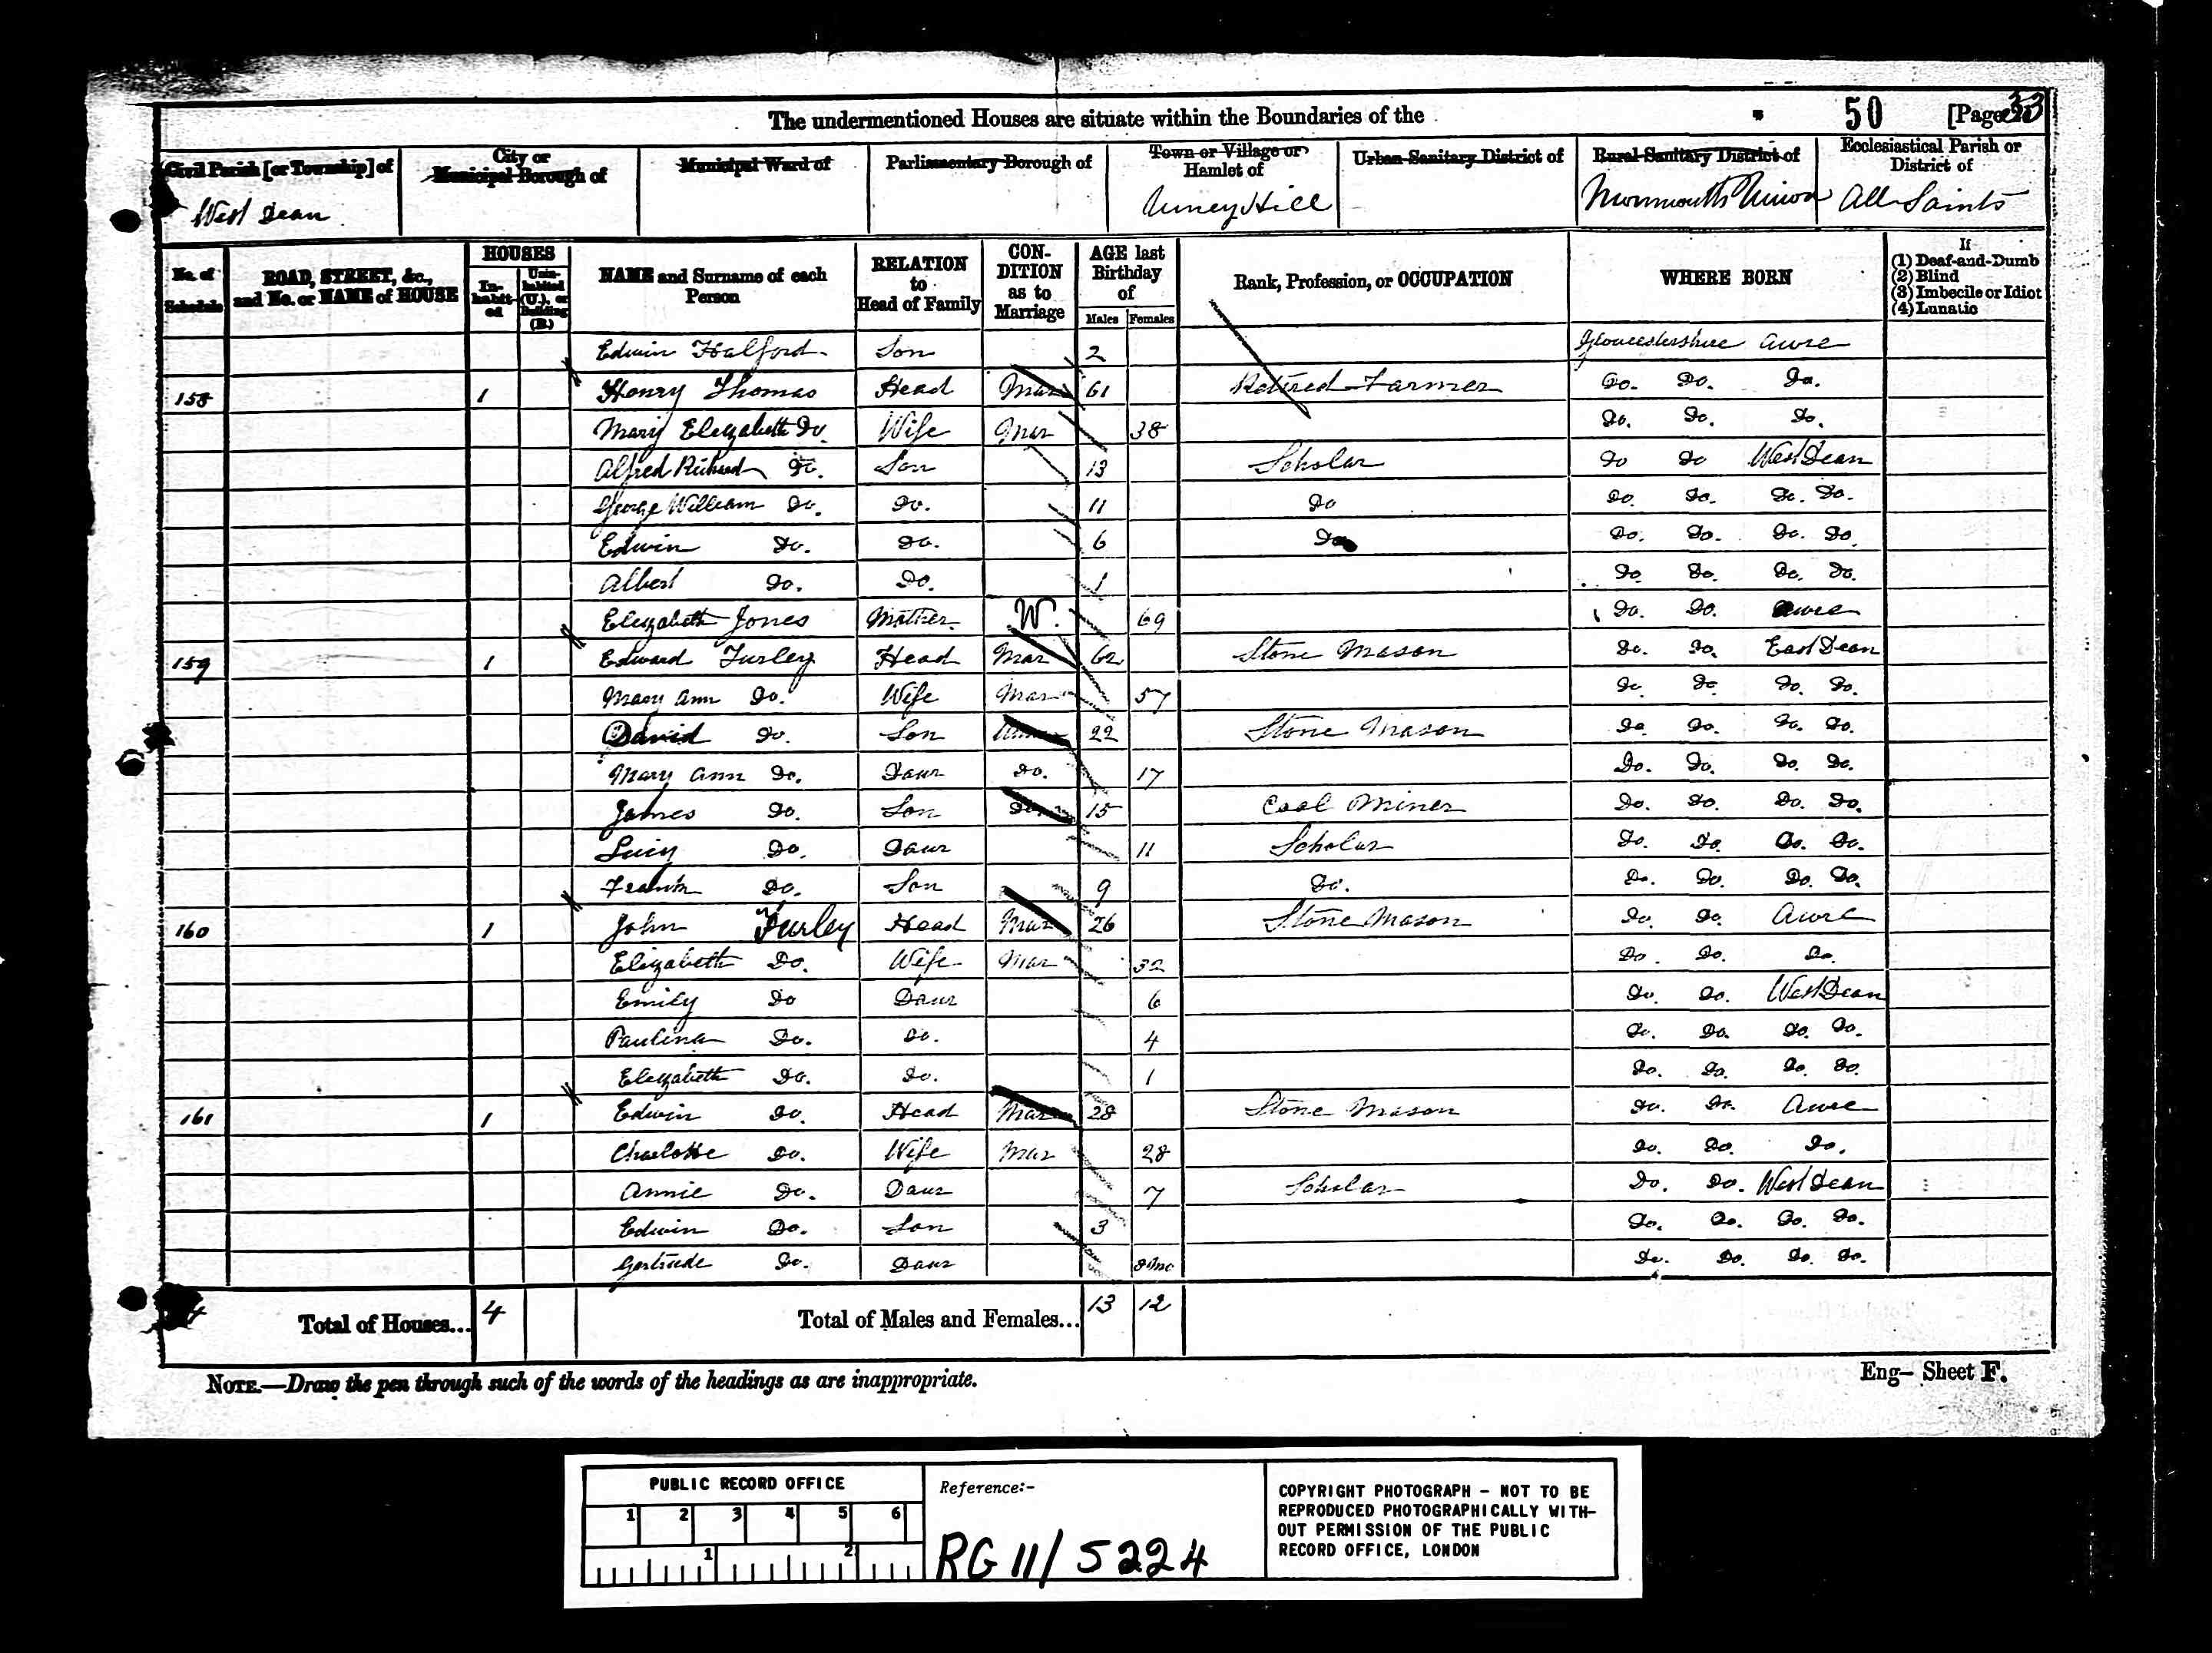 The undermentioned Houses are situate within the Boundaries of the 50 [Page 33
Civil Parish [or Township] of
City or Municipal Borough of
Municipal Ward of
Parliamentary Borough of
Town or Village or Hamlet of
Urban Sanitary District of
Rural Sanitary District of
Ecclesiastical Parish or District of
West Dean
Hill
Monmouth Union
All Saints
No. of Schedule
ROAD, STREET, &c., and No. or NAME of HOUSE
HOUSES
In-habit-ed
Unin-habited (U.), or Building (B.)
NAME and Surname of each Person
RELATION to Head of Family
CON-DITION as to Marriage
AGE last Birthday of
Males
Females
Rank, Profession, or OCCUPATION
WHERE BORN
If
(1) Deaf-and-Dumb
(2) Blind
(3) Imbecile or Idiot
(4) Lunatic
Edwin Halford Son 2 Gloucestershire Awre
158 1 Henry Thomas Head Mar 61 Retired Farmer Do. Do. Do.
Mary Elizabeth Do. Wife Mar 38 Do. Do. Do.
Alfred Richard Do. Son 13 Scholar Do Do West Dean
George William Do. Do. 11 Do Do. Do. Do. Do.
Edwin Do. Do. 6 Do Do. Do. Do. Do.
Albert Do. Do. 1 Do. Do. Do. Do.
Elizabeth Jones Mother W. 69 Do. Do. Awre
159 1 Edward Furley Head Mar 62 Stone Mason Do. Do. East Dean
Mary Ann Do. Wife Mar 57 Do. Do. Do. Do.
David Do. Son 22 Stone Mason Do. Do. Do. Do.
Mary Ann Do. Daur Do. 17 Do. Do. Do. Do.
James Do. Son Do. 15 Coal Miner Do. Do. Do. Do.
Lucy Do. Daur 11 Scholar Do. Do. Do. Do.
Do. Son 9 Do. Do. Do. Do. Do.
160 1 John Furley Head Mar 26 Stone Mason Do. Do. Awre
Elizabeth Do. Wife Mar 32 Do. Do. Do.
Emily Do Daur 6 Do. Do. West Dean
Paulina Do. Do. 4 Do. Do. Do. Do.
Elizabeth Do. Do. 1 Do. Do. Do. Do.
161 1 Edwin Do. Head Mar 28 Stone Mason Do. Do. Awre
Charlotte Do. Wife Mar 28 Do. Do. Do.
Annie Do. Daur 7 Scholar Do. Do. West Dean
Edwin Do. Son 3 Do. Do. Do. Do.
Gertrude Do. Daur Do. Do. Do. Do.
4 Total of Houses... 4 Total of Males and Females... 13 12
NOTE.—Draw the pen through such of the words of the headings as are inappropriate.
Eng— Sheet F.
PUBLIC RECORD OFFICE
1 2 3 4 5 6
1 2
Reference:-
RG 11/5224
COPYRIGHT PHOTOGRAPH - NOT TO BE
REPRODUCED PHOTOGRAPHICALLY WITH-
OUT PERMISSION OF THE PUBLIC
RECORD OFFICE, LONDON